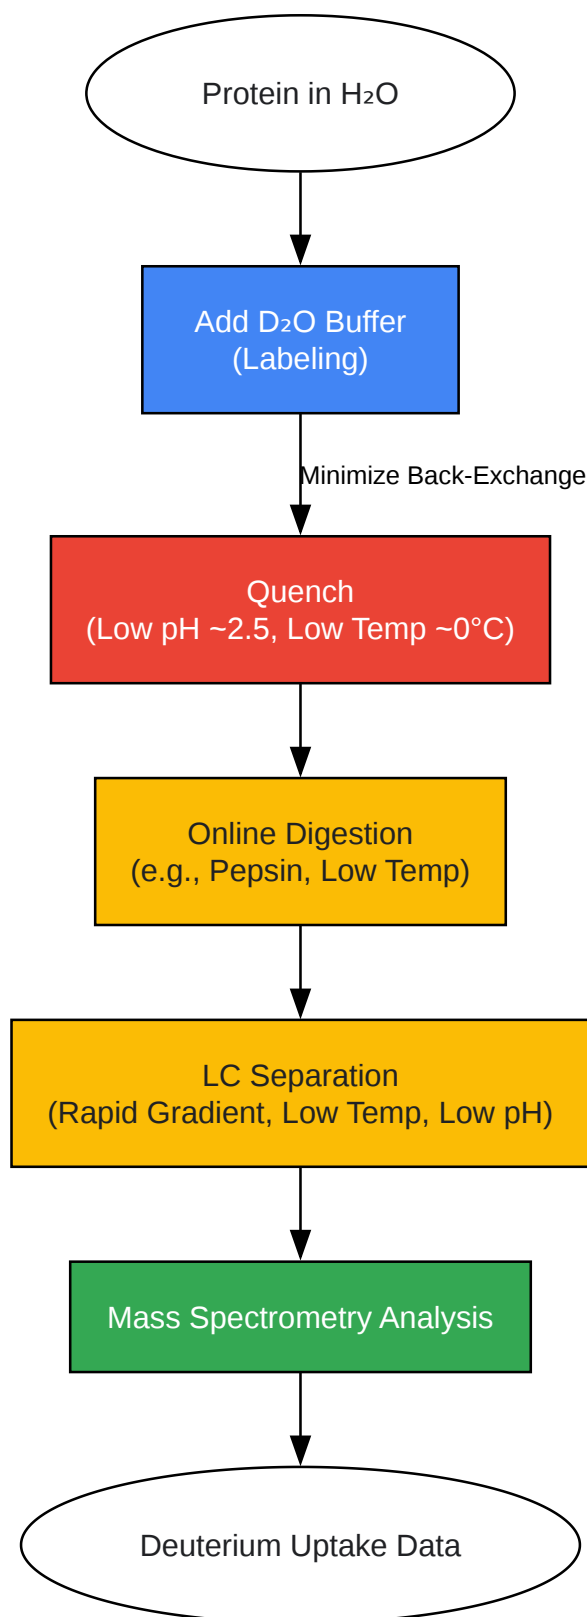 Protein in H₂O
Add D₂O Buffer
(Labeling)
Minimize Back-Exchange
Quench
(Low pH ~2.5, Low Temp ~0°C)
Online Digestion
(e.g., Pepsin, Low Temp)
LC Separation
(Rapid Gradient, Low Temp, Low pH)
Mass Spectrometry Analysis
Deuterium Uptake Data